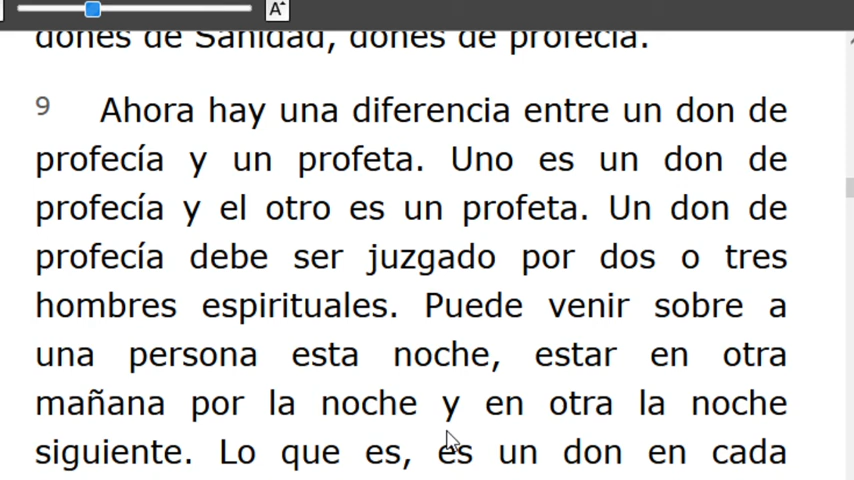 A
dones de Sanidad, dones de profecía.
9 Ahora hay una diferencia entre un don de
profecía y un profeta. Uno es un don de
profecía y el otro es un profeta. Un don de
profecía debe ser juzgado por dos o tres
hombres espirituales. Puede venir sobre a
una persona esta noche, estar en otra
mañana por la noche y en otra la noche
siguiente. Lo que es, es un don en cada